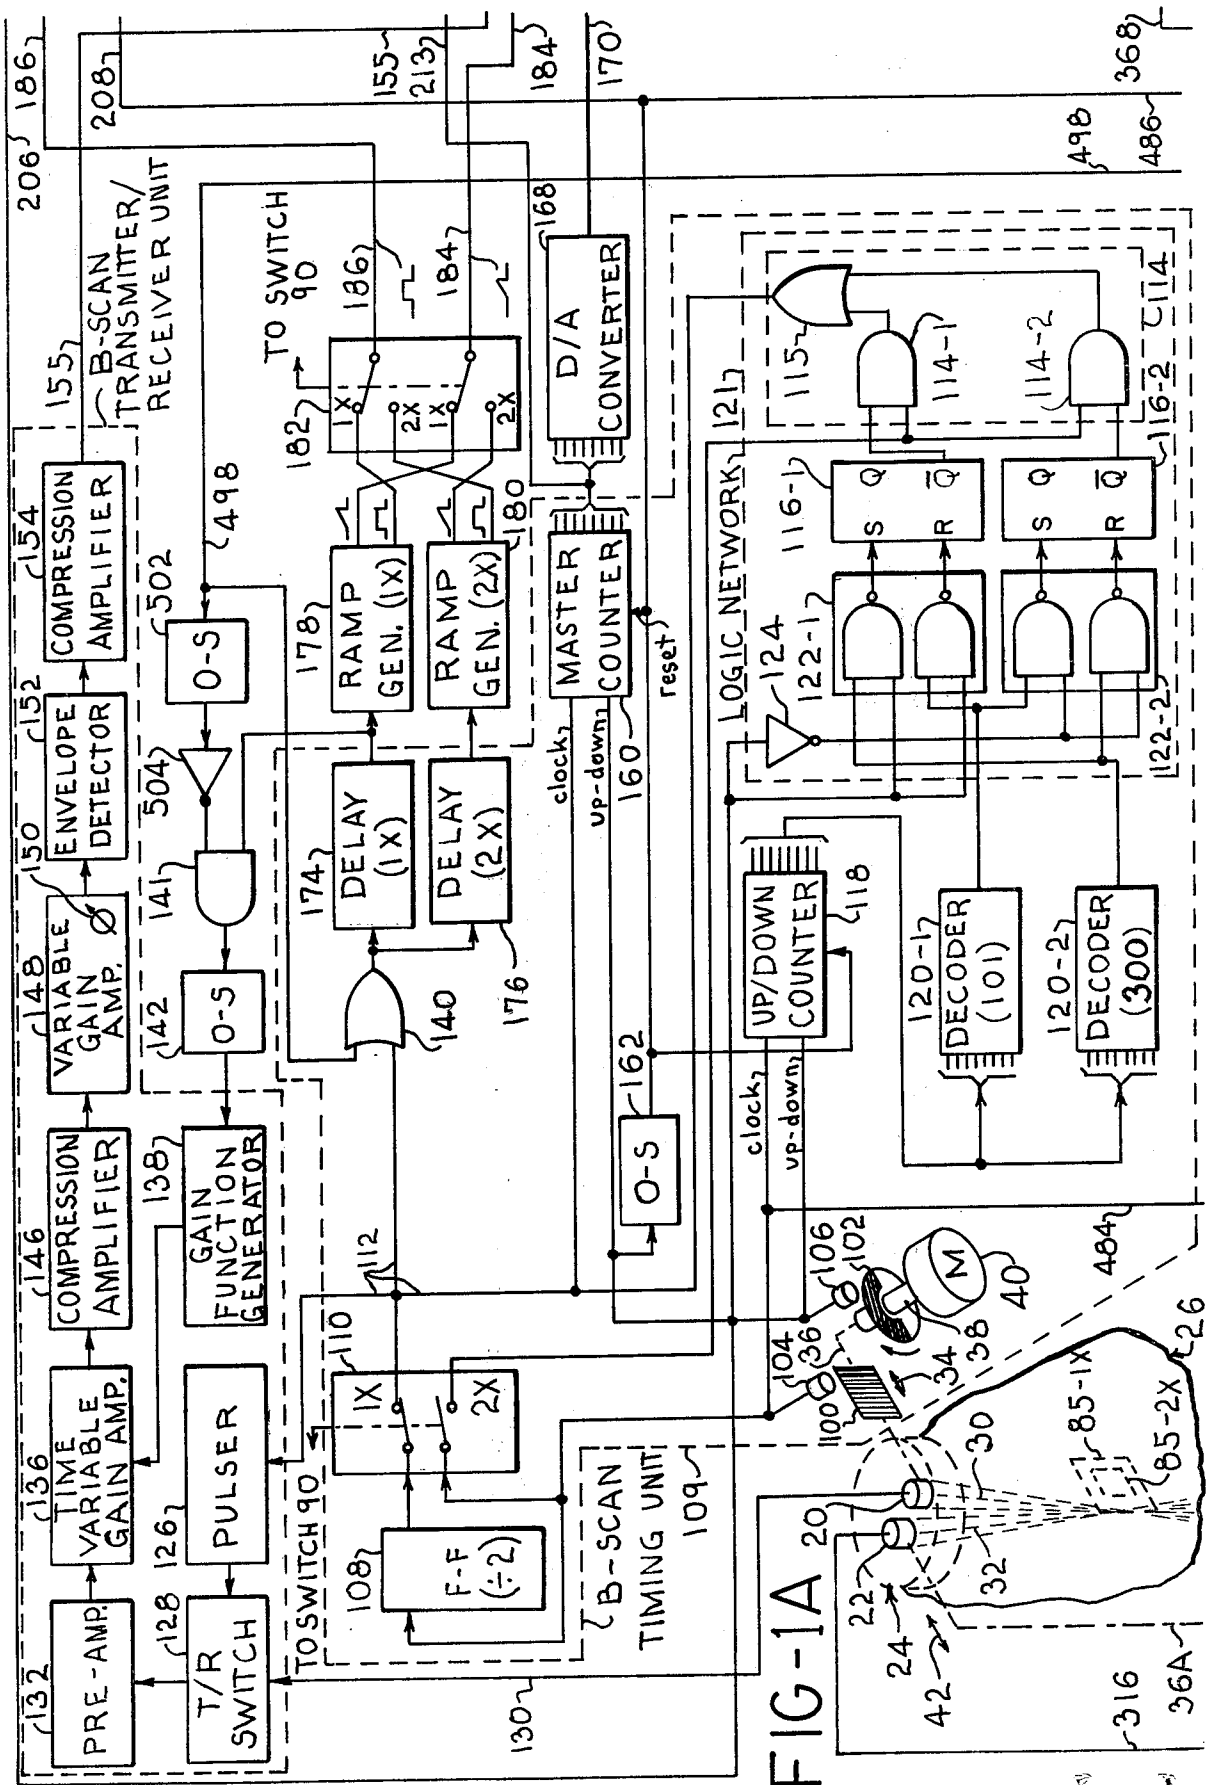 FIG-1A
206
186
208
155
B-SCAN
TRANSMITTER/
RECEIVER UNIT
132
PRE-AMP.
136
TIME
VARIABLE
GAIN AMP.
146
COMPRESSION
AMPLIFIER
148
VARIABLE
GAIN
AMP.
150
152
ENVELOPE
DETECTOR
154
COMPRESSION
AMPLIFIER
155
213
184
170
368
128
T/R
SWITCH
126
PULSER
138
GAIN
FUNCTION
GENERATOR
142
O-S
141
504
502
O-S
498
498
486
TO SWITCH 90
110
1X
2X
112
108
F-F
(÷2)
130
B-SCAN
TIMING UNIT
109
140
174
DELAY
(1X)
176
DELAY
(2X)
178
RAMP
GEN. (1X)
RAMP
GEN. (2X)
180
182
1X
2X
1X
2X
TO SWITCH
90
186
184
162
O-S
clock
up-down
160
MASTER
COUNTER
reset
168
D/A
CONVERTER
clock
up-down
UP/DOWN
COUNTER
118
120-1
DECODER
(101)
120-2
DECODER
(300)
LOGIC NETWORK
121
124
122-1
122-2
116-1
S
Q
R
Q̅
S
Q
R
Q̅
116-2
115
114-1
114-2
114
106
102
104
36
100
34
38
M
40
484
20
22
24
42
30
32
85-1X
85-2X
26
316
36A